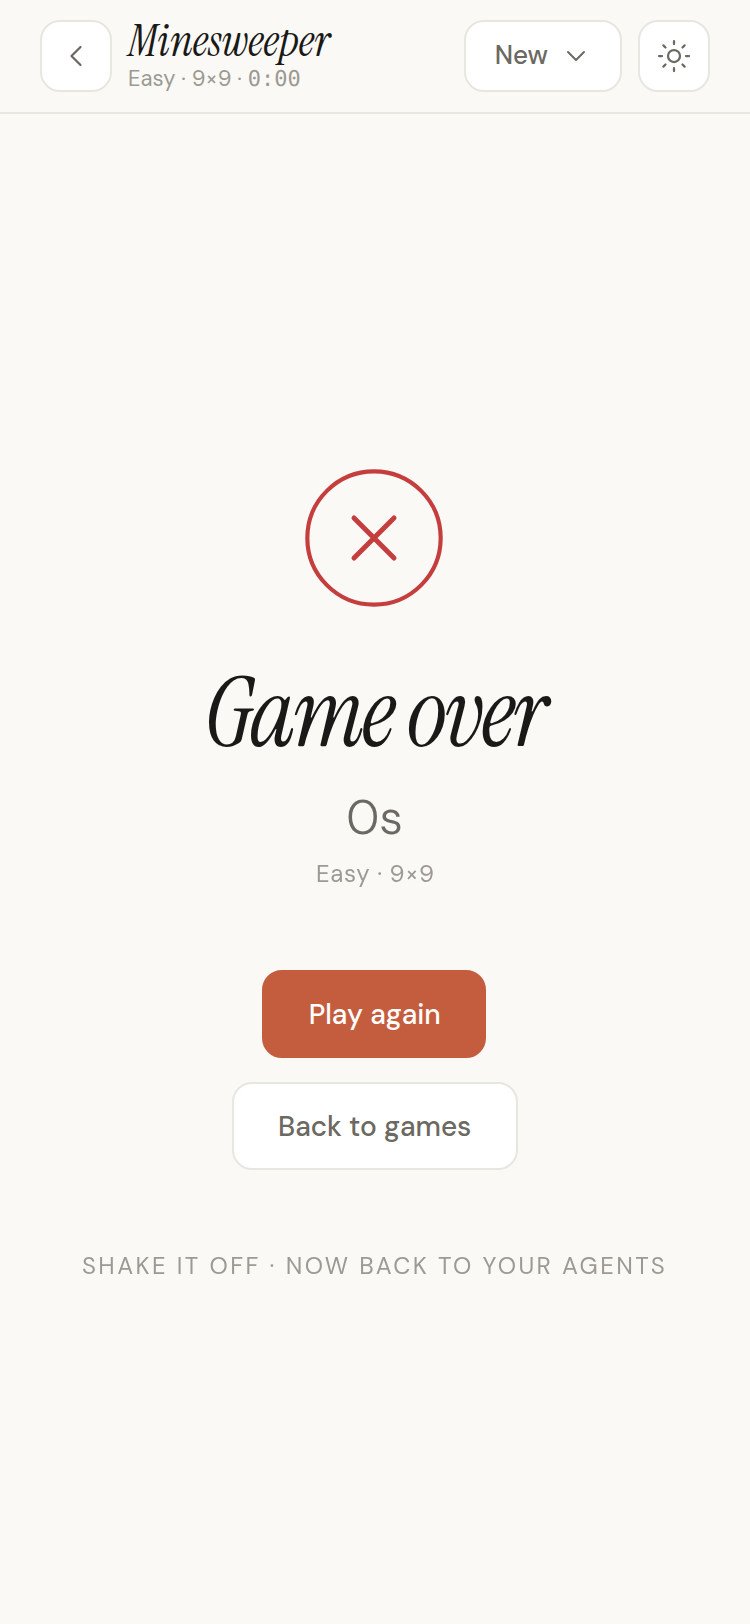 Minesweeper
Easy · 9×9 · 0:00
New
Game over
0s
Easy · 9×9
Play again
Back to games
SHAKE IT OFF · NOW BACK TO YOUR AGENTS